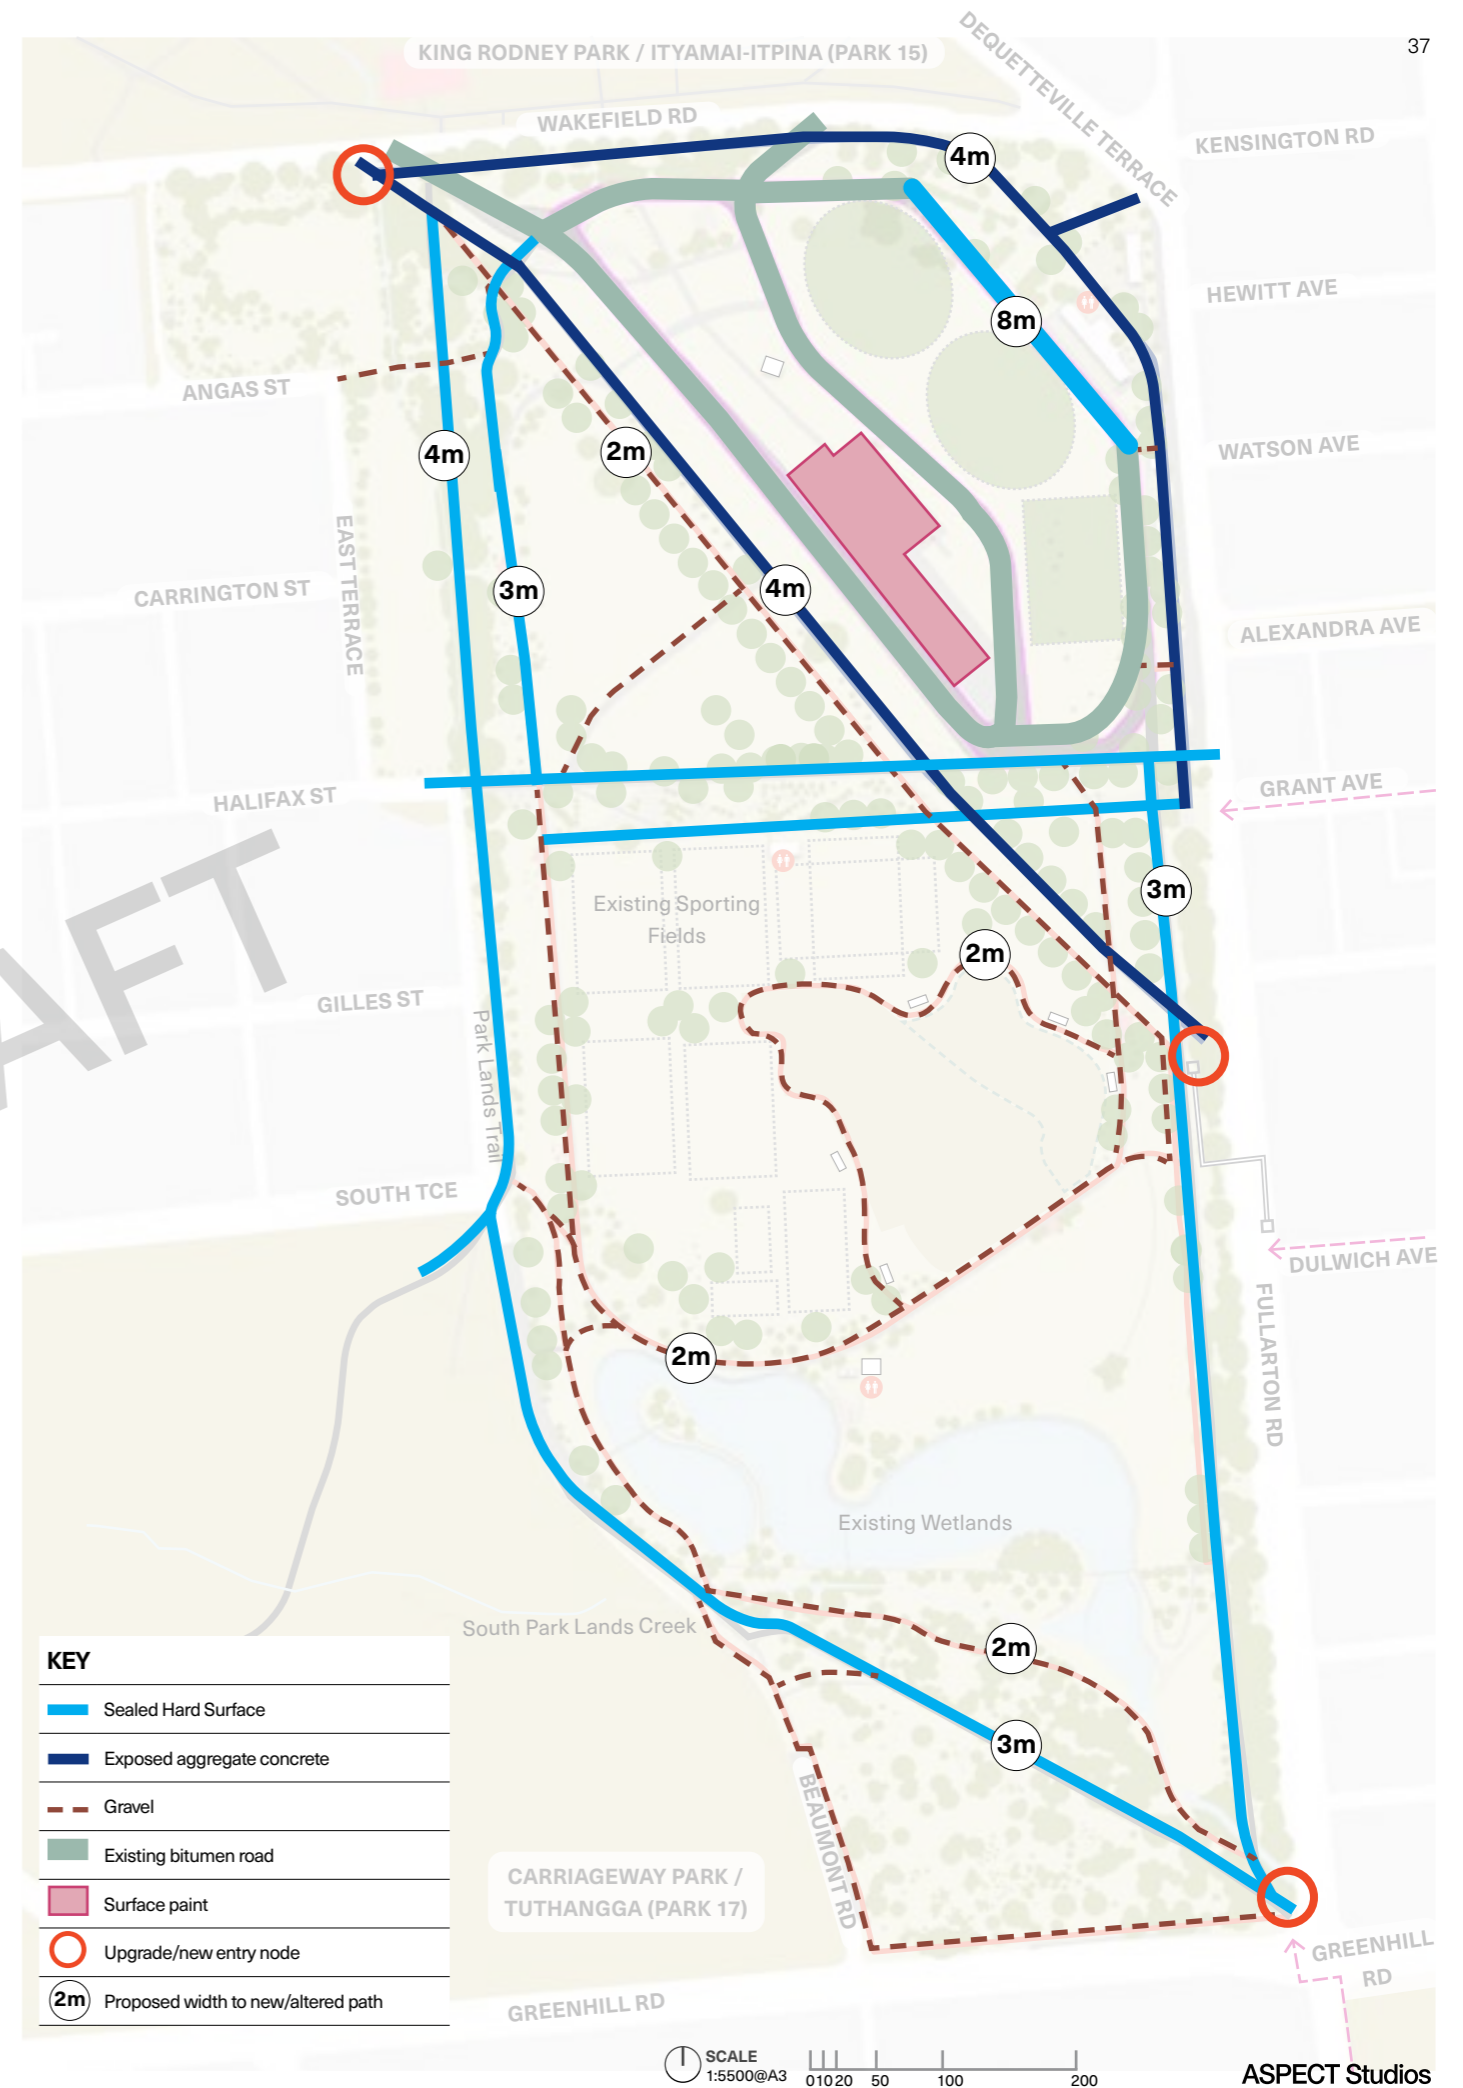 37
KING RODNEY PARK / ITYAMAI-ITPINA (PARK 15)
DEQUETTEVILLE TERRACE
WAKEFIELD RD
KENSINGTON RD
4m
HEWITT AVE
8m
ANGAS ST
WATSON AVE
4m
2m
EAST TERRACE
CARRINGTON ST
3m
4m
ALEXANDRA AVE
HALIFAX ST
GRANT AVE
AFT
3m
Existing Sporting
Fields
2m
GILLES ST
Park Lands Trail
SOUTH TCE
DULWICH AVE
FULLARTON RD
2m
Existing Wetlands
South Park Lands Creek
2m
3m
BEAUMONT RD
CARRIAGEWAY PARK /
TUTHANGGA (PARK 17)
GREENHILL
RD
GREENHILL RD
KEY
Sealed Hard Surface
Exposed aggregate concrete
Gravel
Existing bitumen road
Surface paint
Upgrade/new entry node
2m Proposed width to new/altered path
SCALE
1:5500@A3
0 10 20 50 100 200
ASPECT Studios